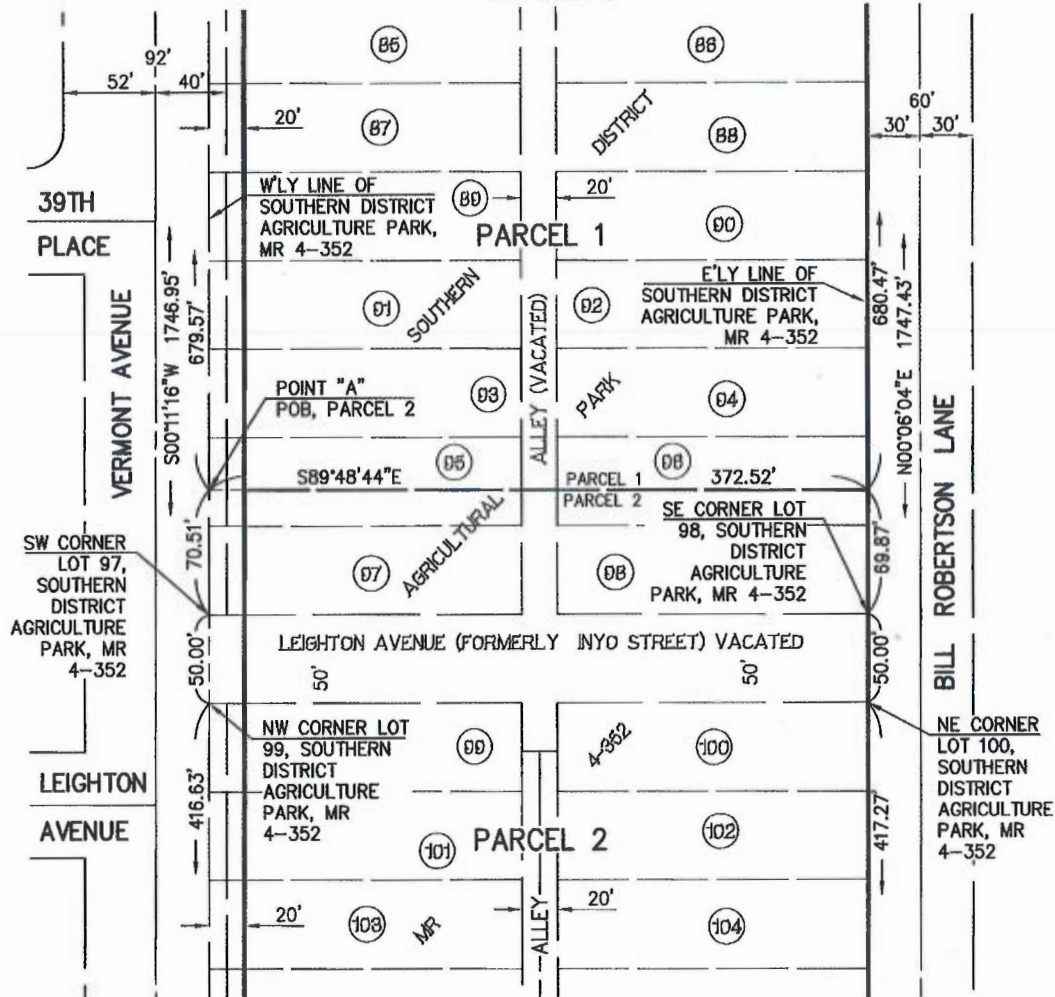 85
86
92'
52'
40'
60'
30'
30'
20'
87
88
DISTRICT
39TH
PLACE
W'LY LINE OF
SOUTHERN DISTRICT
AGRICULTURE PARK,
MR 4-352
89
20'
90
PARCEL 1
VERMONT AVENUE
S00°11'16"W 1746.95'
679.57'
91
SOUTHERN
92
E'LY LINE OF
SOUTHERN DISTRICT
AGRICULTURE PARK,
MR 4-352
680.47'
N00°06'04"E 1747.43'
ALLEY (VACATED)
POINT "A"
POB, PARCEL 2
93
PARK
94
BILL ROBERTSON LANE
95
96
S89°48'44"E
PARCEL 1
372.52'
PARCEL 2
AGRICULTURAL
SW CORNER
LOT 97,
SOUTHERN
DISTRICT
AGRICULTURE
PARK, MR
4-352
70.51'
97
98
SE CORNER LOT
98, SOUTHERN
DISTRICT
AGRICULTURE
PARK, MR 4-352
69.87'
LEIGHTON AVENUE (FORMERLY INYO STREET) VACATED
50.00'
50'
50'
50.00'
NW CORNER LOT
99, SOUTHERN
DISTRICT
AGRICULTURE
PARK, MR
4-352
99
4-352
100
NE CORNER
LOT 100,
SOUTHERN
DISTRICT
AGRICULTURE
PARK, MR
4-352
LEIGHTON
AVENUE
416.63'
417.27'
101
PARCEL 2
102
20'
103
MR
20'
ALLEY
104